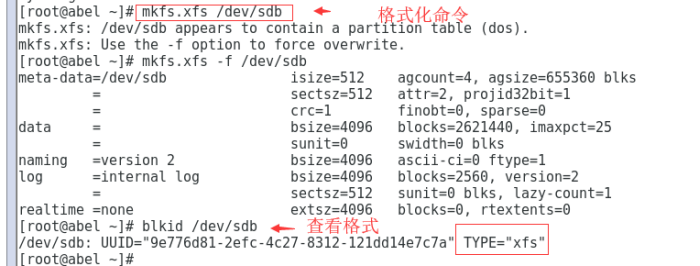 [root@abel ~]# mkfs.xfs /dev/sdb 格式化命令
mkfs.xfs: /dev/sdb appears to contain a partition table (dos).
mkfs.xfs: Use the -f option to force overwrite.
[root@abel ~]# mkfs.xfs -f /dev/sdb
meta-data=/dev/sdb isize=512 agcount=4, agsize=655360 blks
= sectsz=512 attr=2, projid32bit=1
= crc=1 finobt=0, sparse=0
data = bsize=4096 blocks=2621440, imaxpct=25
= sunit=0 swidth=0 blks
naming =version 2 bsize=4096 ascii-ci=0 ftype=1
log =internal log bsize=4096 blocks=2560, version=2
= sectsz=512 sunit=0 blks, lazy-count=1
realtime =none extsz=4096 blocks=0, rtextents=0
[root@abel ~]# blkid /dev/sdb 查看格式
/dev/sdb: UUID="9e776d81-2efc-4c27-8312-121dd14e7c7a" TYPE="xfs"
[root@abel ~]#